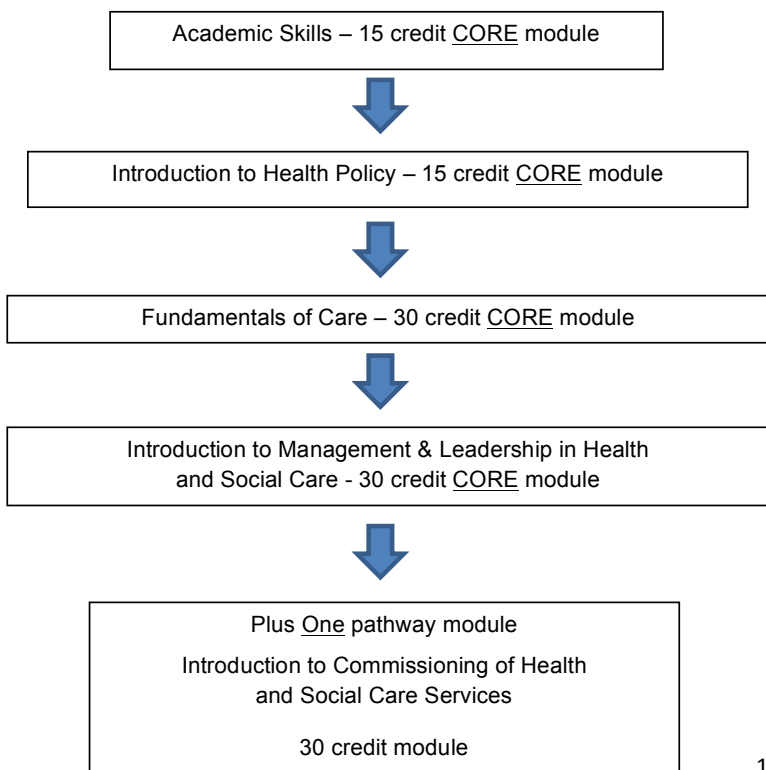 Academic Skills – 15 credit CORE module
Introduction to Health Policy – 15 credit CORE module
Fundamentals of Care – 30 credit CORE module
Introduction to Management & Leadership in Health
and Social Care - 30 credit CORE module
Plus One pathway module
Introduction to Commissioning of Health
and Social Care Services
30 credit module
1